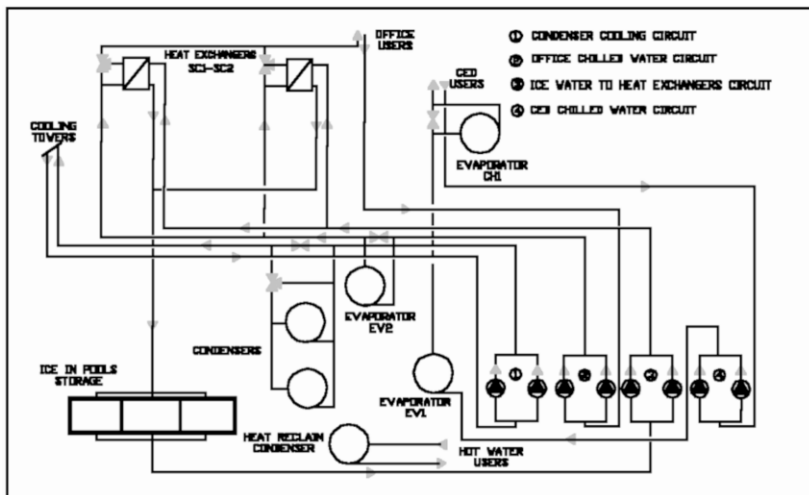 OFFICE
USERS
HEAT EXCHANGERS
SC1-SC2
① CONDENSER COOLING CIRCUIT
② OFFICE CHILLED WATER CIRCUIT
③ ICE WATER TO HEAT EXCHANGERS CIRCUIT
④ CED CHILLED WATER CIRCUIT
CED
USERS
COOLING
TOWERS
EVAPORATOR
CH1
EVAPORATOR
EV2
CONDENSERS
ICE IN POOLS
STORAGE
EVAPORATOR
EV1
①
②
③
④
HEAT RECLAIN
CONDENSER
HOT WATER
USERS